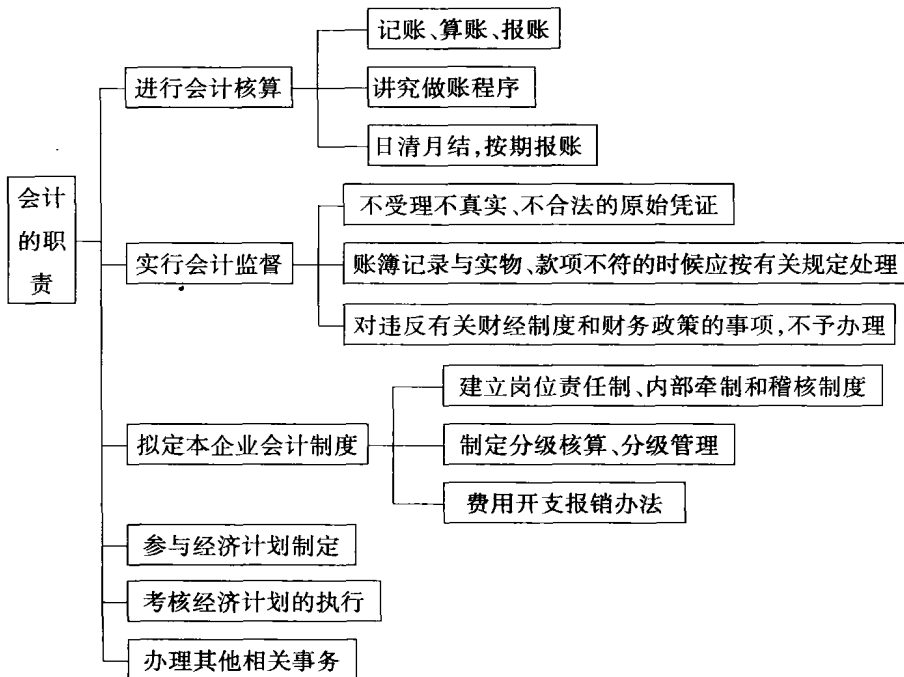 会计
的职
责
进行会计核算
记账、算账、报账
讲究做账程序
日清月结,按期报账
实行会计监督
不受理不真实、不合法的原始凭证
账簿记录与实物、款项不符的时候应按有关规定处理
对违反有关财经制度和财务政策的事项,不予办理
拟定本企业会计制度
建立岗位责任制、内部牵制和稽核制度
制定分级核算、分级管理
费用开支报销办法
参与经济计划制定
考核经济计划的执行
办理其他相关事务